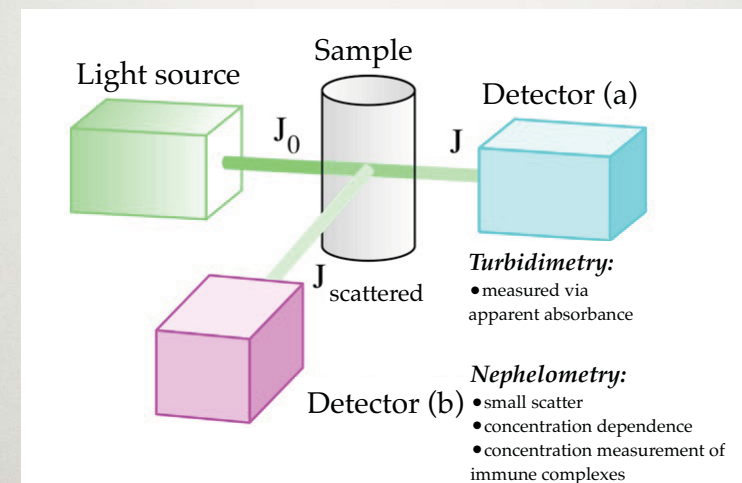 Sample
Light source
Detector (a)
J₀
J
J scattered
Turbidimetry:
•measured via
apparent absorbance
Detector (b)
Nephelometry:
•small scatter
•concentration dependence
•concentration measurement of
immune complexes